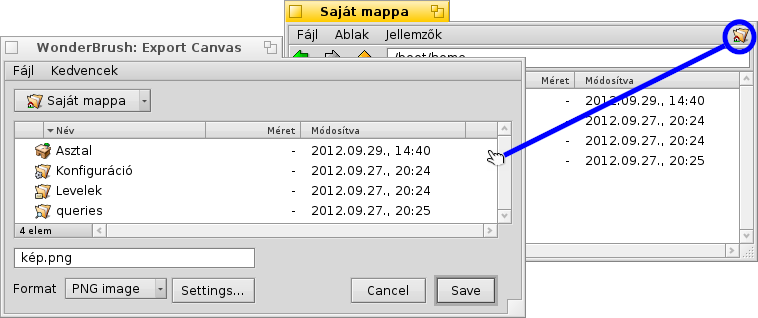 Saját mappa
Fájl Ablak Jellemzők
/boot/home
Méret Módosítva
- 2012.09.29., 14:40
- 2012.09.27., 20:24
- 2012.09.27., 20:24
- 2012.09.27., 20:25
WonderBrush: Export Canvas
Fájl Kedvencek
Saját mappa
Név Méret Módosítva
Asztal - 2012.09.29., 14:40
Konfiguráció - 2012.09.27., 20:24
Levelek - 2012.09.27., 20:24
queries - 2012.09.27., 20:25
4 elem
kép.png
Format PNG image Settings... Cancel Save